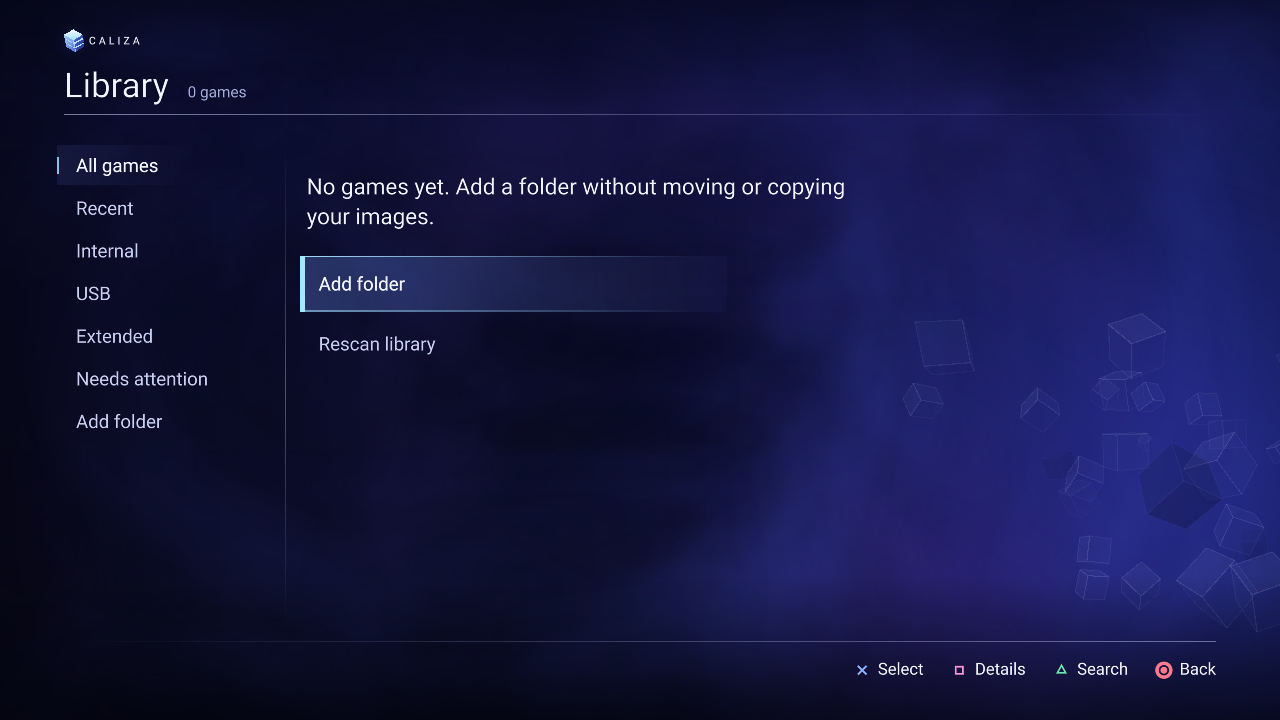 CALIZA
Library
0 games
All games
Recent
Internal
USB
Extended
Needs attention
Add folder
No games yet. Add a folder without moving or copying
your images.
Add folder
Rescan library
Select
Details
Search
Back